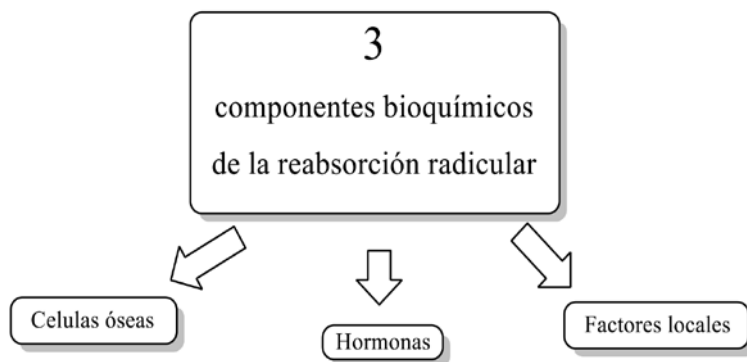 3
componentes bioquímicos
de la reabsorción radicular
Celulas óseas
Hormonas
Factores locales